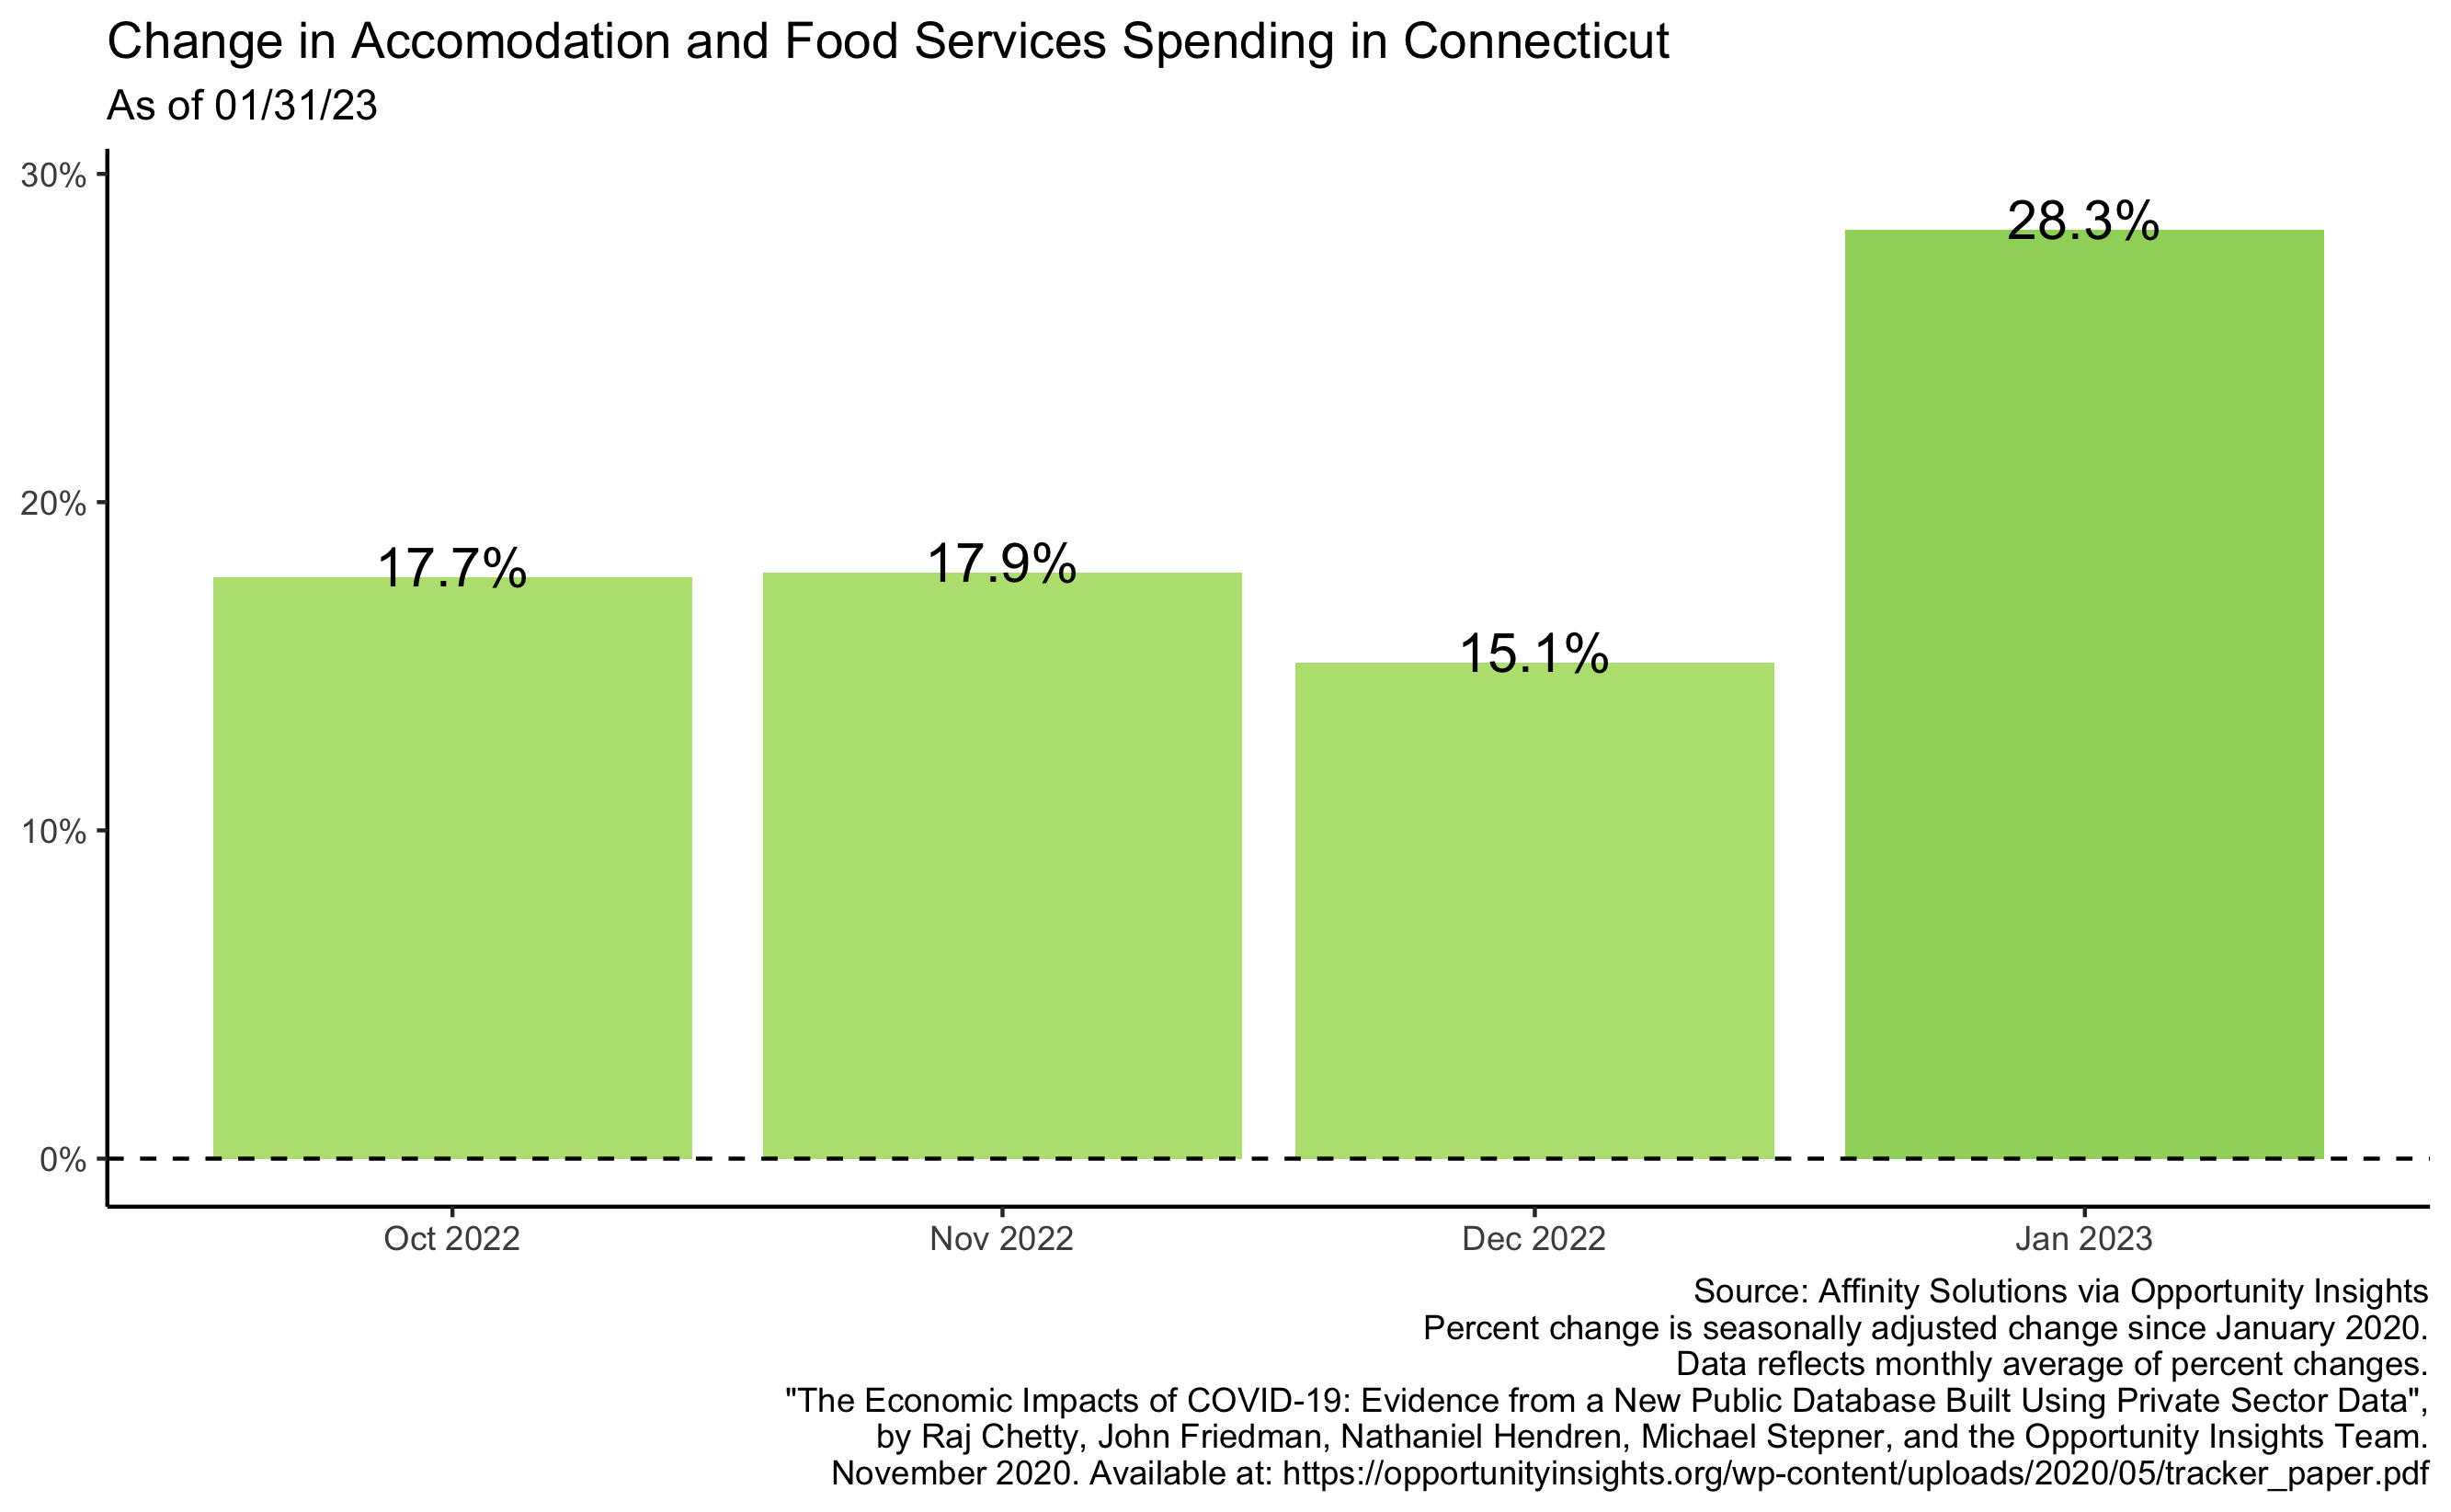 Change in Accomodation and Food Services Spending in Connecticut
As of 01/31/23
30%
20%
10%
0%
17.7%
17.9%
15.1%
28.3%
Oct 2022
Nov 2022
Dec 2022
Jan 2023
Source: Affinity Solutions via Opportunity Insights
Percent change is seasonally adjusted change since January 2020.
Data reflects monthly average of percent changes.
"The Economic Impacts of COVID-19: Evidence from a New Public Database Built Using Private Sector Data",
by Raj Chetty, John Friedman, Nathaniel Hendren, Michael Stepner, and the Opportunity Insights Team.
November 2020. Available at: https://opportunityinsights.org/wp-content/uploads/2020/05/tracker_paper.pdf